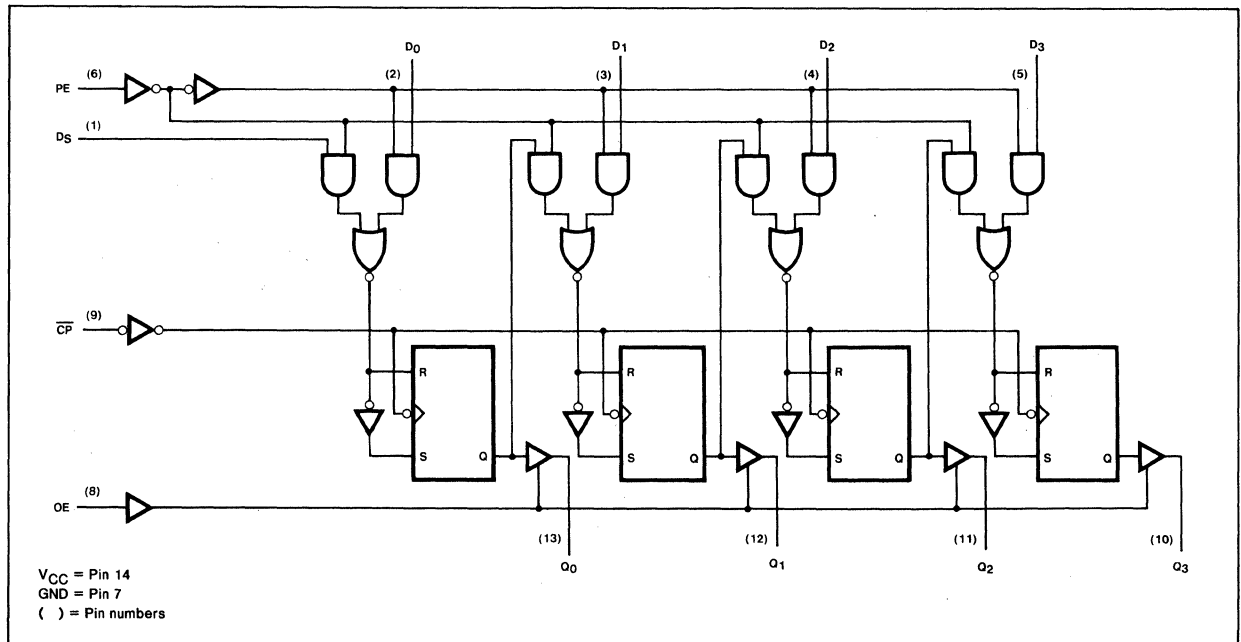 D0 D1 D2 D3
(6) (2) (3) (4) (5)
PE
(1)
DS
(9)
CP
R R R R
S Q S Q S Q S Q
(8)
OE
(13) (12) (11) (10)
Q0 Q1 Q2 Q3
VCC = Pin 14
GND = Pin 7
( ) = Pin numbers